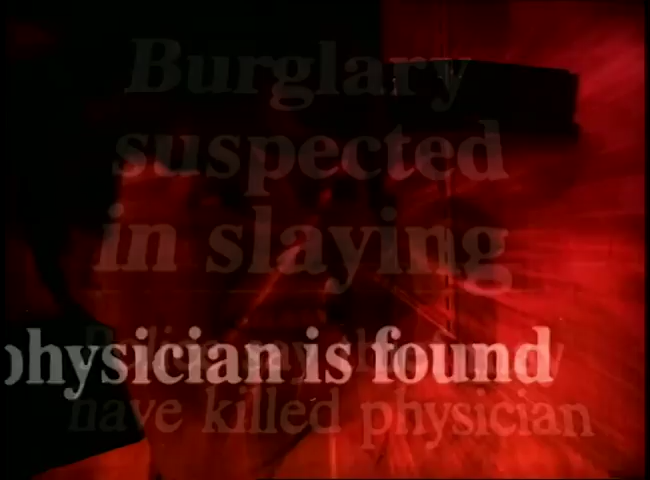 Burglary
suspected
in slaying
physician is found
have killed physician